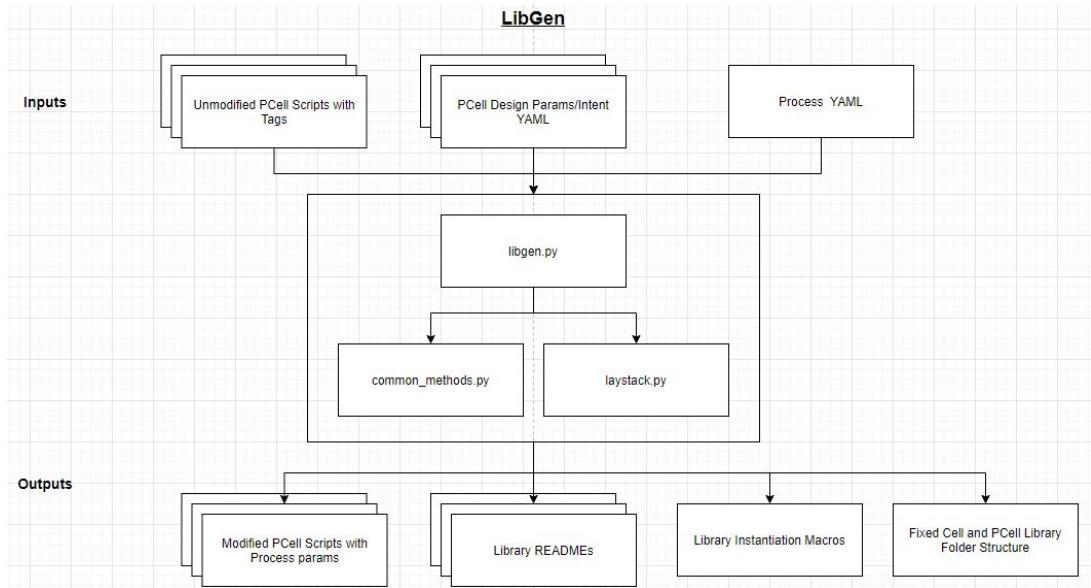 LibGen
Inputs
Unmodified PCell Scripts with
Tags
PCell Design Params/Intent
YAML
Process YAML
libgen.py
common_methods.py
laystack.py
Outputs
Modified PCell Scripts with
Process params
Library READMEs
Library Instantiation Macros
Fixed Cell and PCell Library
Folder Structure